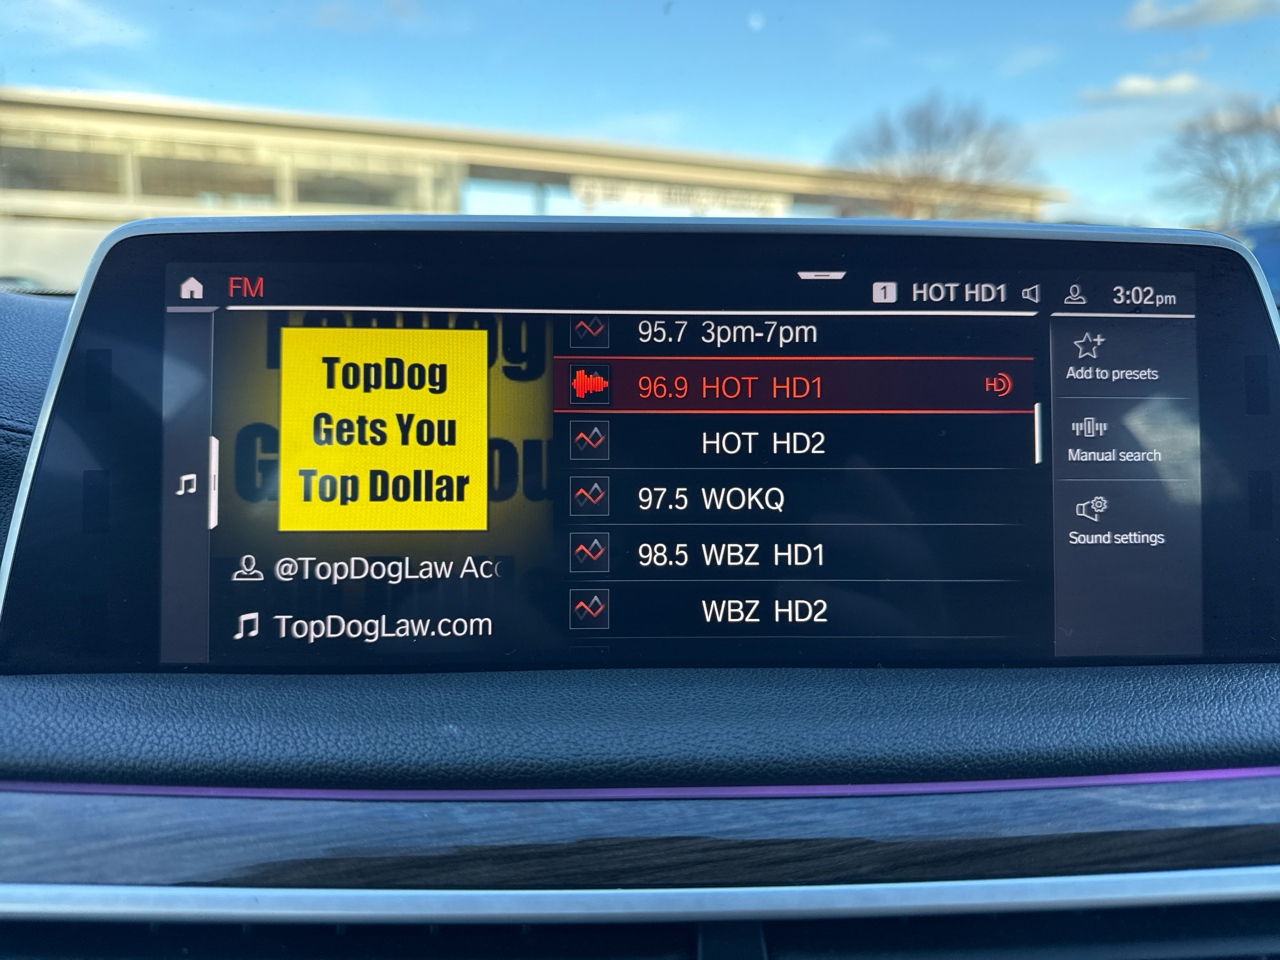 FM
1 HOT HD1
3:02pm
TopDog
Gets You
Top Dollar
@TopDogLaw Acc
TopDogLaw.com
95.7 3pm-7pm
96.9 HOT HD1 HD
HOT HD2
97.5 WOKQ
98.5 WBZ HD1
WBZ HD2
Add to presets
Manual search
Sound settings